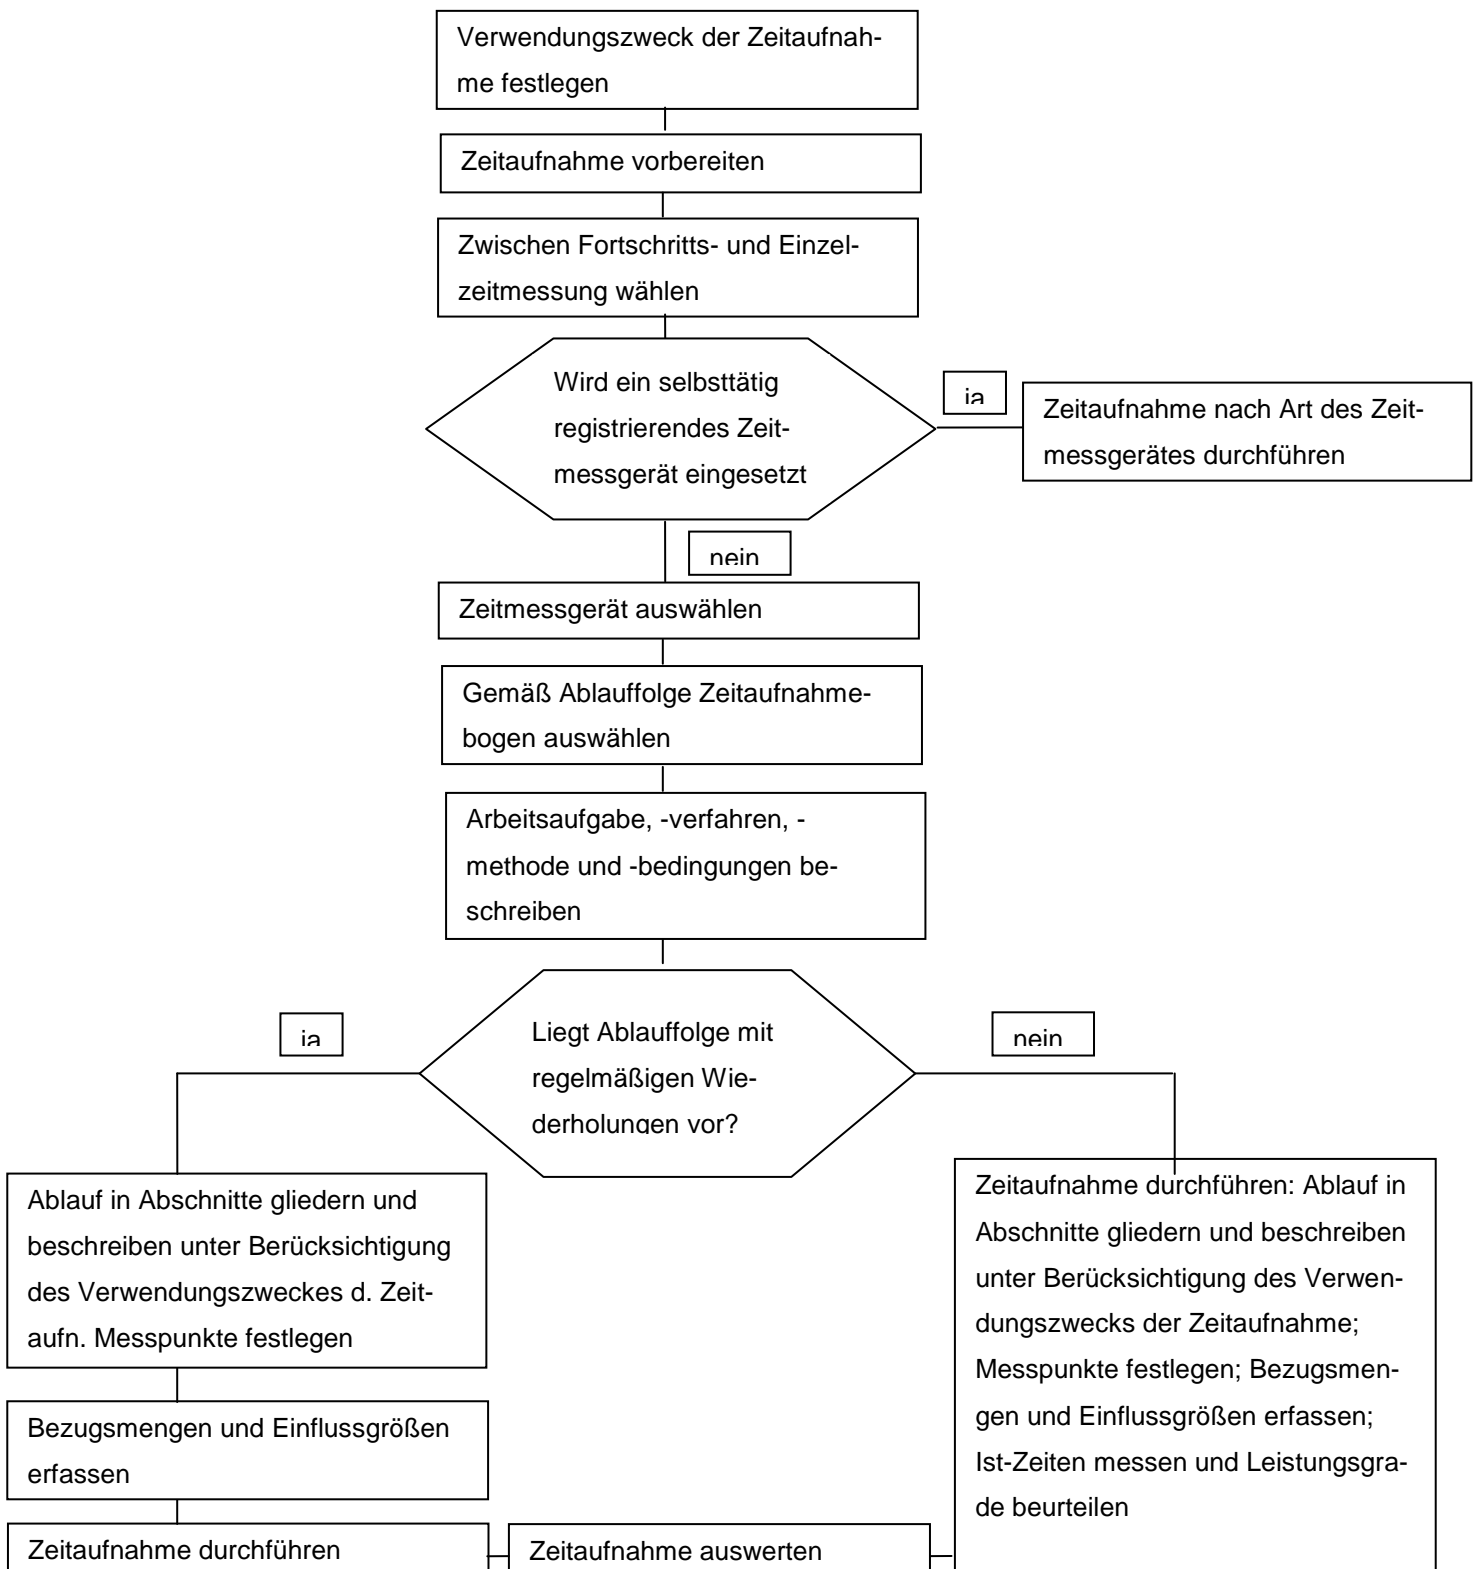 Verwendungszweck der Zeitaufnah-
me festlegen
Zeitaufnahme vorbereiten
Zwischen Fortschritts- und Einzel-
zeitmessung wählen
Wird ein selbsttätig
registrierendes Zeit-
messgerät eingesetzt
ja
Zeitaufnahme nach Art des Zeit-
messgerätes durchführen
nein
Zeitmessgerät auswählen
Gemäß Ablauffolge Zeitaufnahme-
bogen auswählen
Arbeitsaufgabe, -verfahren, -
methode und -bedingungen be-
schreiben
Liegt Ablauffolge mit
regelmäßigen Wie-
derholungen vor?
ja
nein
Ablauf in Abschnitte gliedern und
beschreiben unter Berücksichtigung
des Verwendungszweckes d. Zeit-
aufn. Messpunkte festlegen
Bezugsmengen und Einflussgrößen
erfassen
Zeitaufnahme durchführen
Zeitaufnahme auswerten
Zeitaufnahme durchführen: Ablauf in
Abschnitte gliedern und beschreiben
unter Berücksichtigung des Verwen-
dungszwecks der Zeitaufnahme;
Messpunkte festlegen; Bezugsmen-
gen und Einflussgrößen erfassen;
Ist-Zeiten messen und Leistungsgra-
de beurteilen